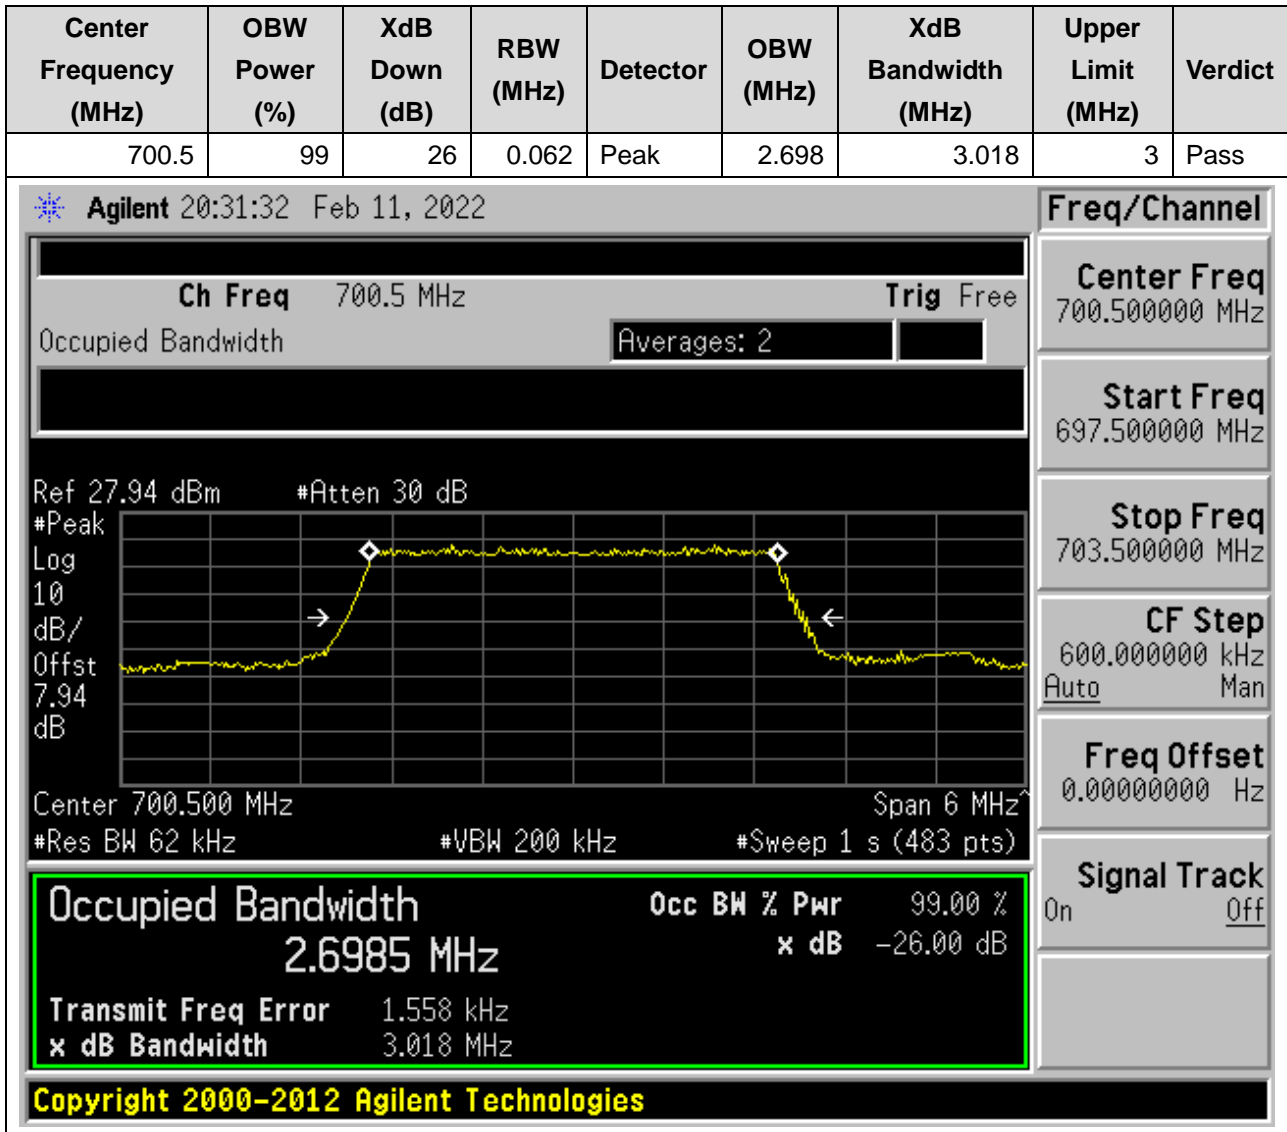 Center Frequency (MHz) OBW Power (%) XdB Down (dB) RBW (MHz) Detector OBW (MHz) XdB Bandwidth (MHz) Upper Limit (MHz) Verdict
700.5 99 26 0.062 Peak 2.698 3.018 3 Pass
Agilent 20:31:32 Feb 11, 2022
Freq/Channel
Ch Freq 700.5 MHz Trig Free
Occupied Bandwidth Averages: 2
Center Freq
700.500000 MHz
Start Freq
697.500000 MHz
Stop Freq
703.500000 MHz
CF Step
600.000000 kHz
Auto Man
Freq Offset
0.00000000 Hz
Signal Track
On Off
Ref 27.94 dBm #Atten 30 dB
#Peak
Log
10
dB/
Offst
7.94
dB
Center 700.500 MHz Span 6 MHz^
#Res BW 62 kHz #VBW 200 kHz #Sweep 1 s (483 pts)
Occupied Bandwidth Occ BW % Pwr 99.00 %
2.6985 MHz x dB -26.00 dB
Transmit Freq Error 1.558 kHz
x dB Bandwidth 3.018 MHz
Copyright 2000-2012 Agilent Technologies